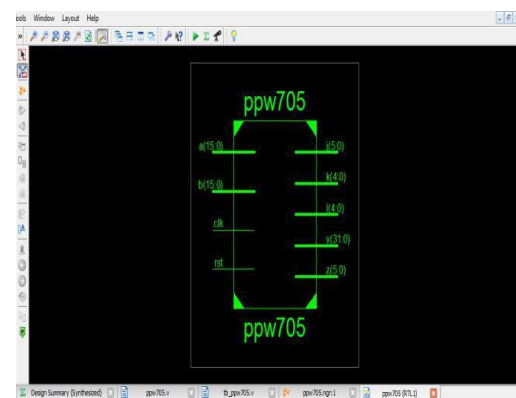 ools Window Layout Help
ppw705
a(15:0)
b(15:0)
clk
rst
j(5:0)
k(4:0)
l(4:0)
y(31:0)
z(5:0)
ppw705
Design Summary (Synthesized) ppw705.v tb_ppw705.v ppw705.ngr:1 ppw705 (RTL1)